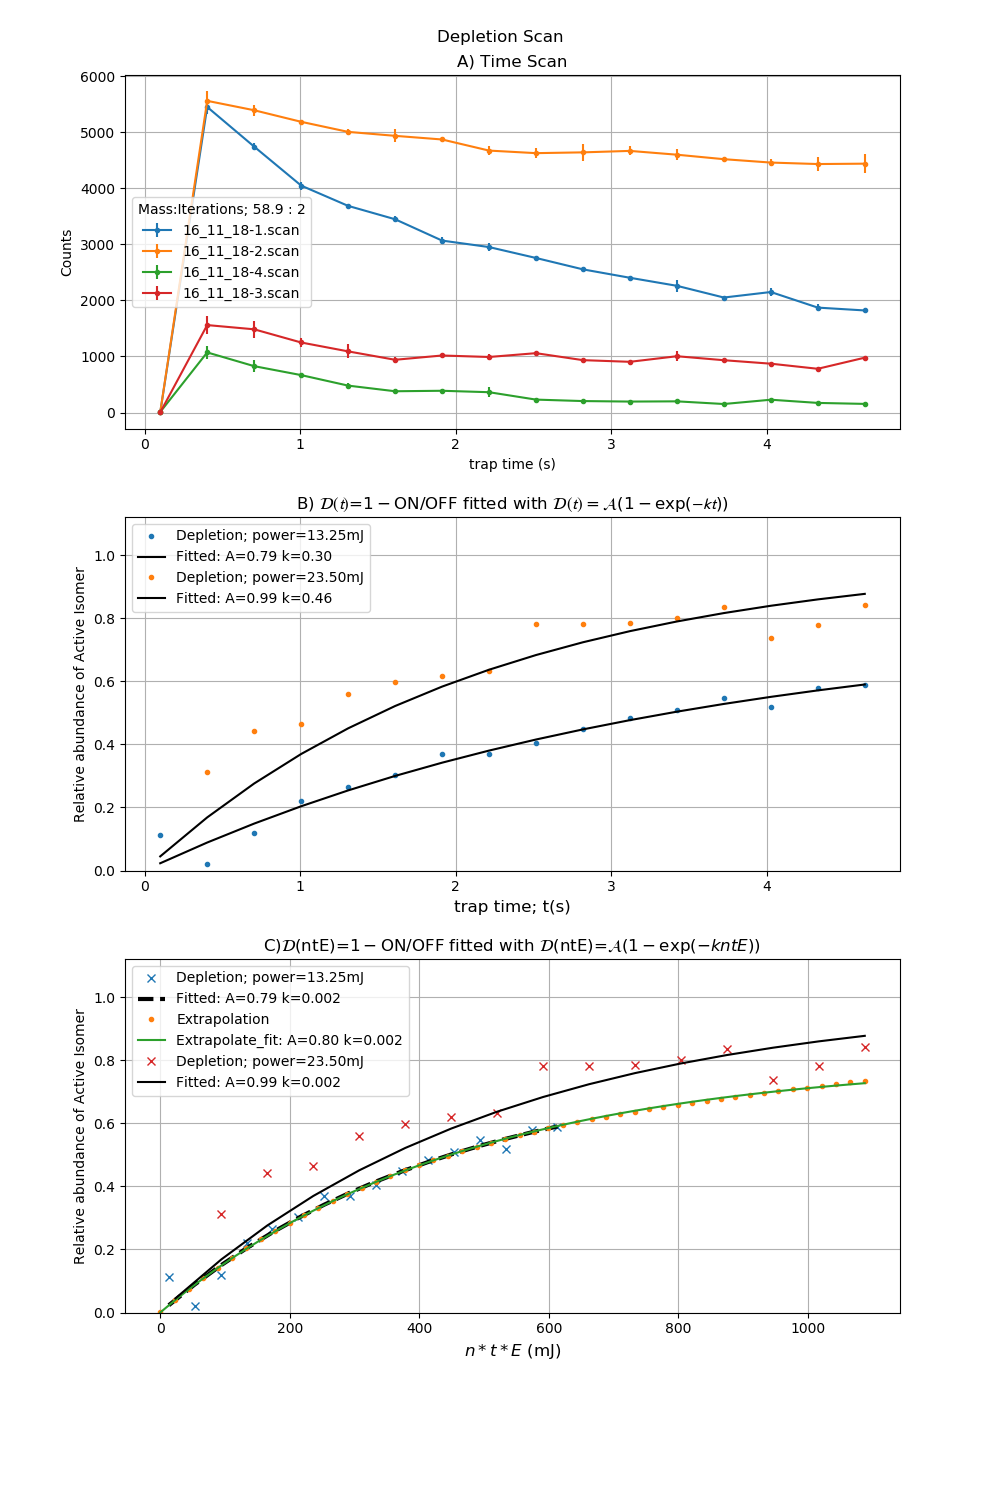 Depletion Scan
A) Time Scan
6000
5000
4000
3000
2000
1000
0
Counts
Mass:Iterations; 58.9 : 2
16_11_18-1.scan
16_11_18-2.scan
16_11_18-4.scan
16_11_18-3.scan
0 1 2 3 4
trap time (s)
B) 𝒟(t)=1 − ON/OFF fitted with 𝒟(t) = 𝒜(1 − exp(−kt))
Depletion; power=13.25mJ
Fitted: A=0.79 k=0.30
Depletion; power=23.50mJ
Fitted: A=0.99 k=0.46
1.0
0.8
0.6
0.4
0.2
0.0
Relative abundance of Active Isomer
0 1 2 3 4
trap time; t(s)
C)𝒟(ntE)=1 − ON/OFF fitted with 𝒟(ntE)=𝒜(1 − exp(−kntE))
Depletion; power=13.25mJ
Fitted: A=0.79 k=0.002
Extrapolation
Extrapolate_fit: A=0.80 k=0.002
Depletion; power=23.50mJ
Fitted: A=0.99 k=0.002
1.0
0.8
0.6
0.4
0.2
0.0
Relative abundance of Active Isomer
0 200 400 600 800 1000
n * t * E (mJ)